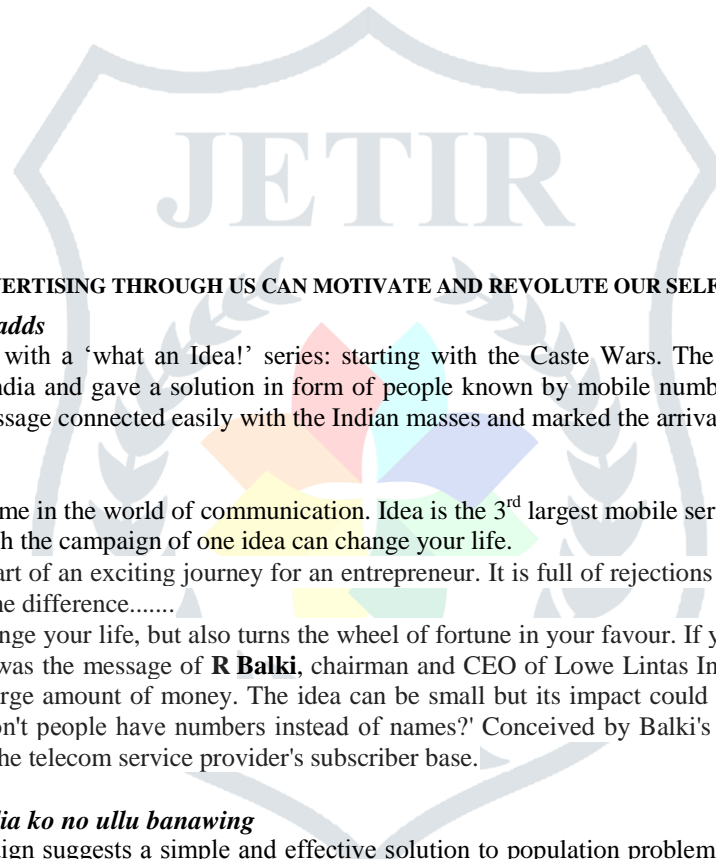 JETIR
VERTISING THROUGH US CAN MOTIVATE AND REVOLUTE OUR SELF
adds
with a ‘what an Idea!’ series: starting with the Caste Wars. The
ndia and gave a solution in form of people known by mobile numb
ssage connected easily with the Indian masses and marked the arriva
me in the world of communication. Idea is the 3rd largest mobile ser
h the campaign of one idea can change your life.
art of an exciting journey for an entrepreneur. It is full of rejections
ne difference.......
nge your life, but also turns the wheel of fortune in your favour. If y
was the message of R Balki, chairman and CEO of Lowe Lintas In
rge amount of money. The idea can be small but its impact could
on't people have numbers instead of names?' Conceived by Balki's
he telecom service provider's subscriber base.
lia ko no ullu banawing
ign suggests a simple and effective solution to population problem